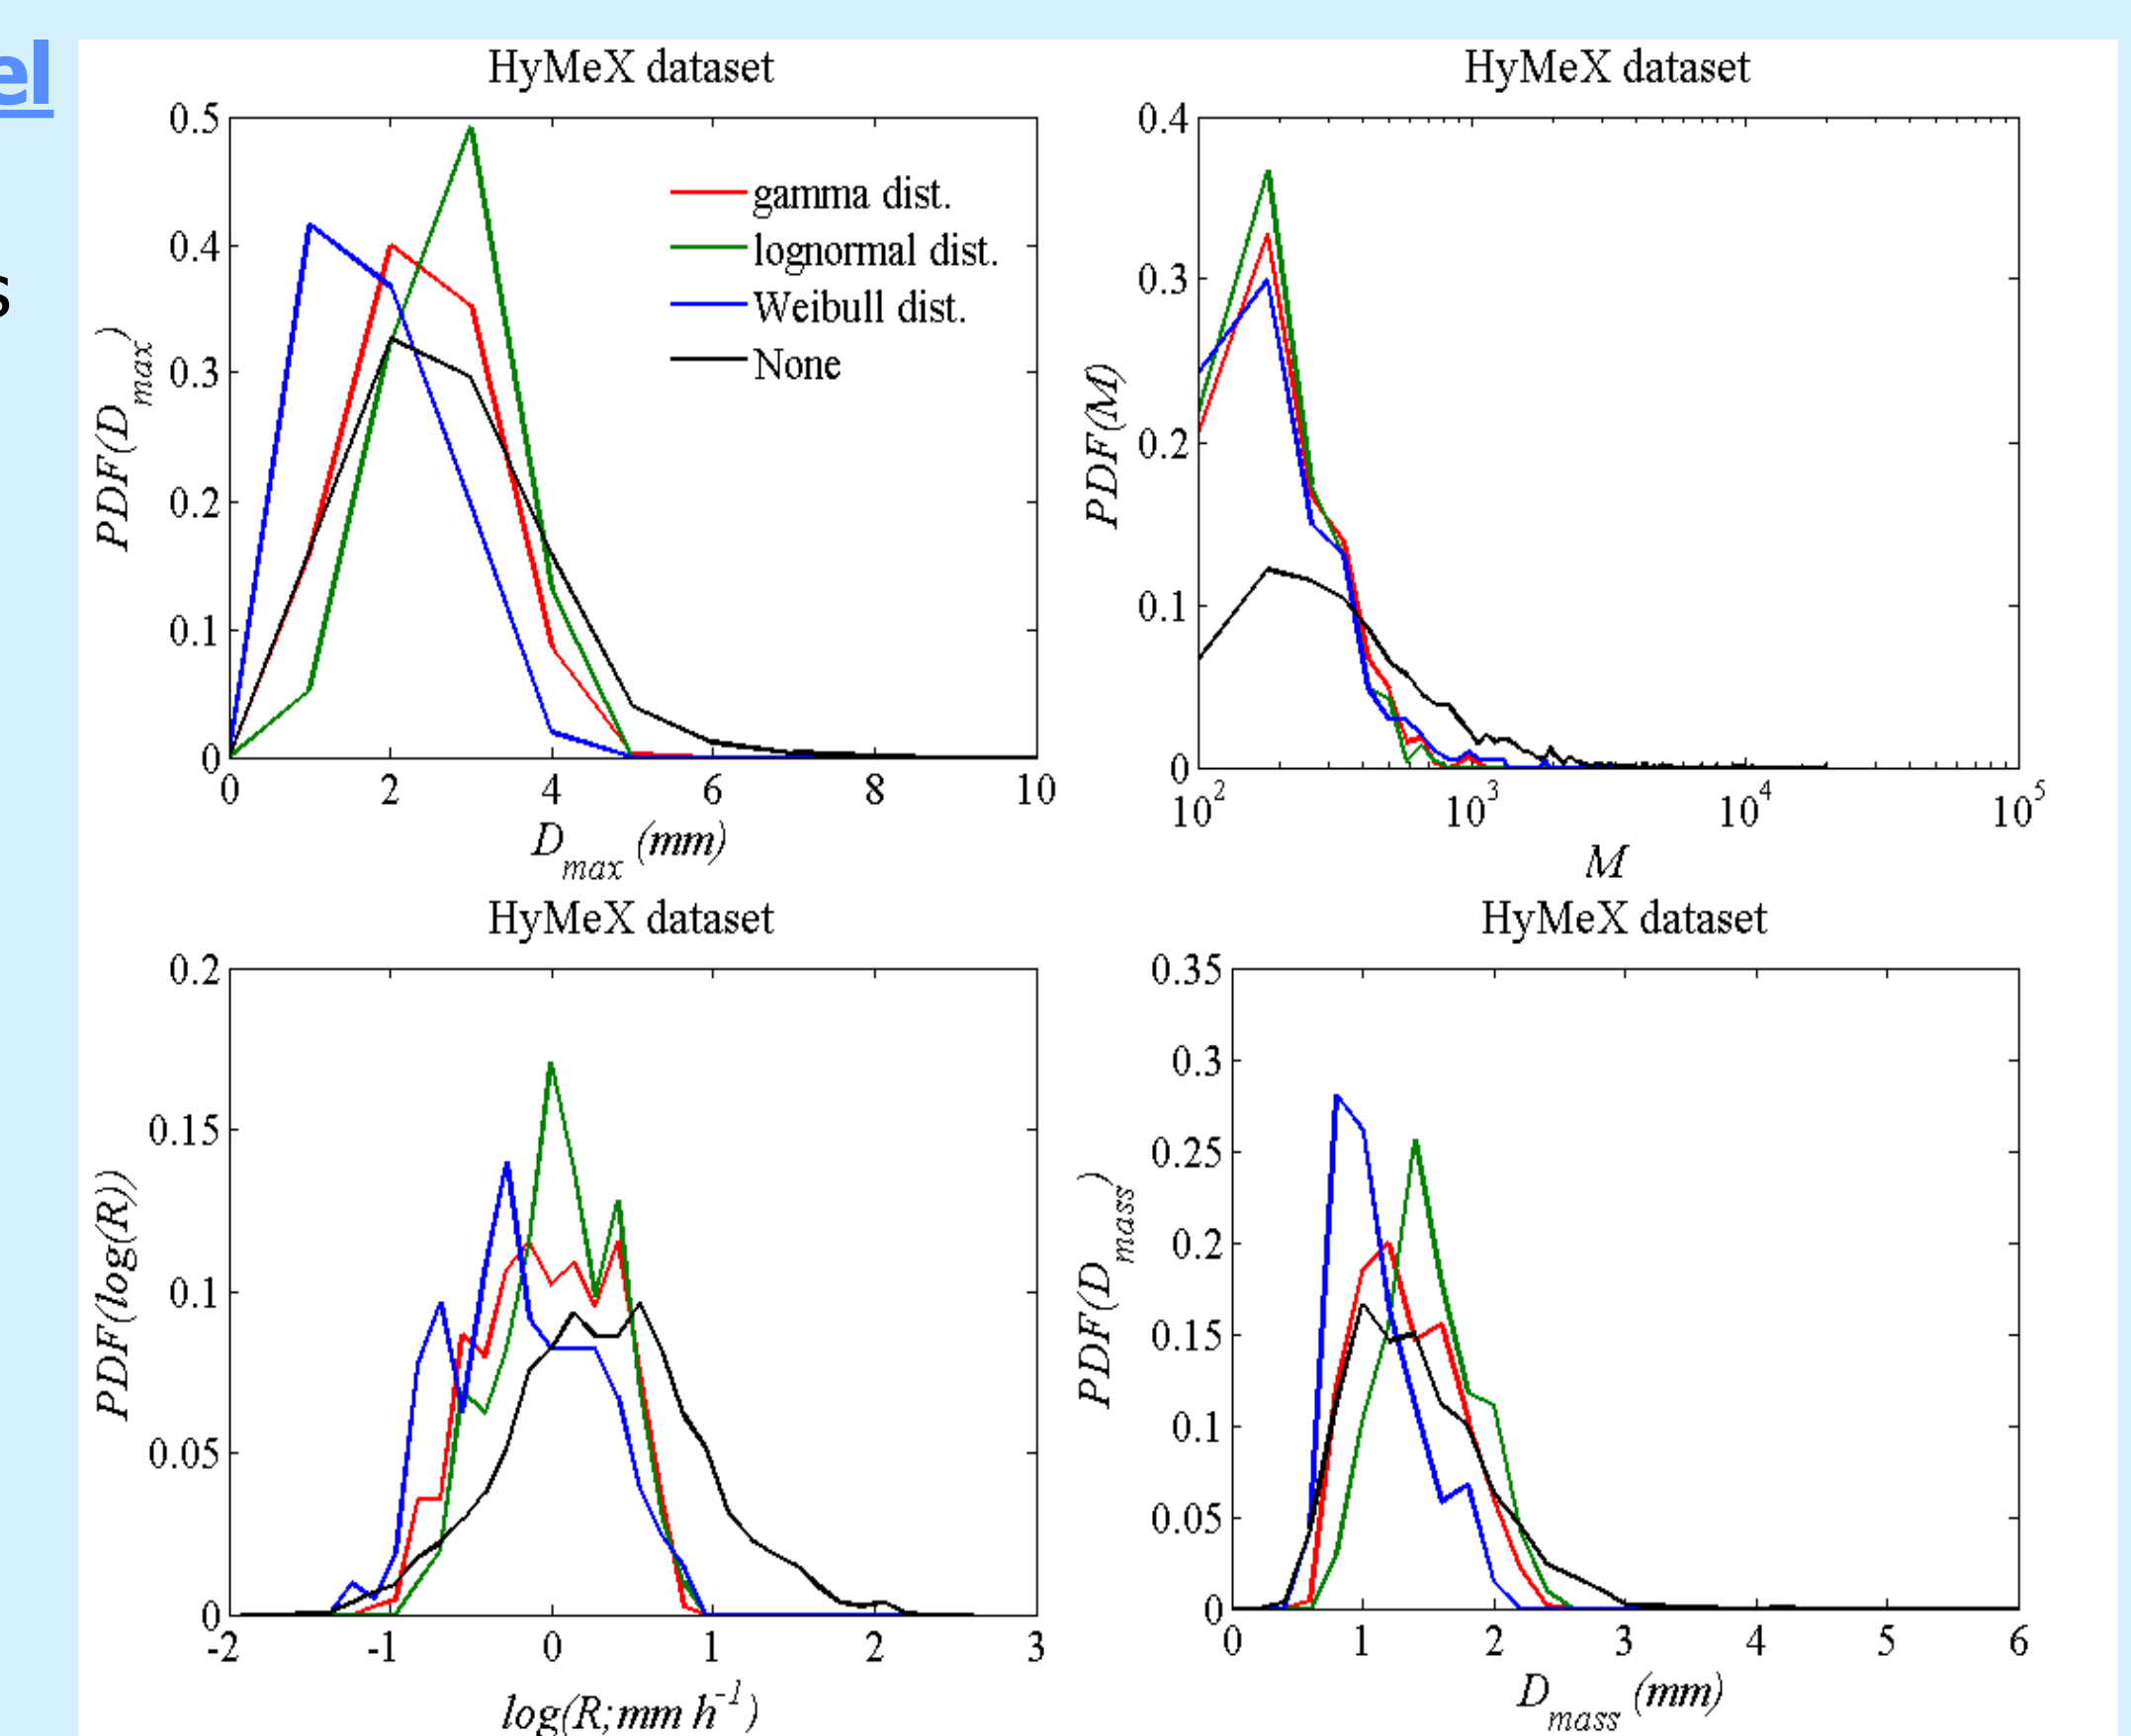 el
s
HyMeX dataset
0.5
0.4
0.3
0.2
0.1
0
PDF(D_max)
gamma dist.
lognormal dist.
Weibull dist.
None
0 2 4 6 8 10
D_max (mm)
HyMeX dataset
0.4
0.3
0.2
0.1
0
PDF(M)
10^2 10^3 10^4 10^5
M
HyMeX dataset
0.2
0.15
0.1
0.05
0
PDF(log(R))
-2 -1 0 1 2 3
log(R; mm h^-1)
HyMeX dataset
0.35
0.3
0.25
0.2
0.15
0.1
0.05
0
PDF(D_mass)
0 1 2 3 4 5 6
D_mass (mm)